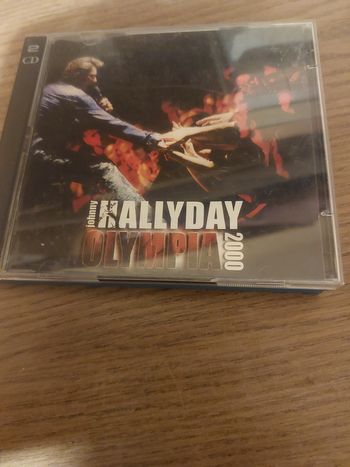 2
CD
johnny
HALLYDAY
OLYMPIA
2000